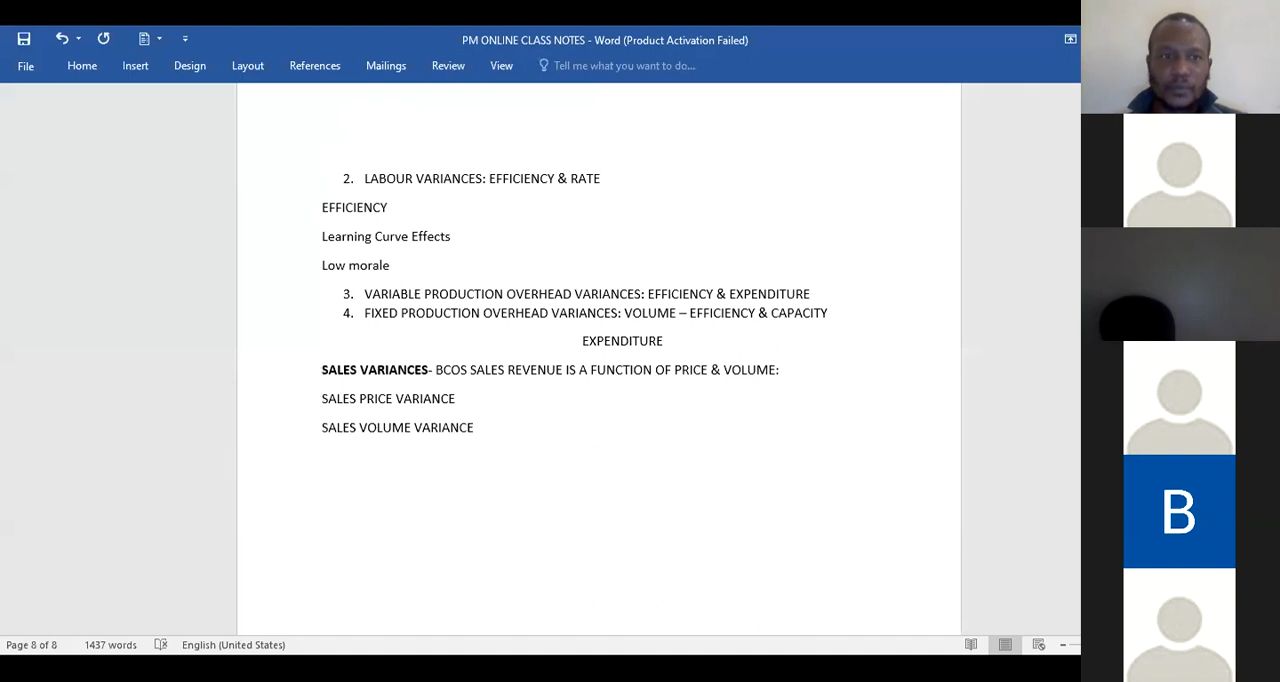 PM ONLINE CLASS NOTES - Word (Product Activation Failed)
File Home Insert Design Layout References Mailings Review View Tell me what you want to do...
2. LABOUR VARIANCES: EFFICIENCY & RATE
EFFICIENCY
Learning Curve Effects
Low morale
3. VARIABLE PRODUCTION OVERHEAD VARIANCES: EFFICIENCY & EXPENDITURE
4. FIXED PRODUCTION OVERHEAD VARIANCES: VOLUME – EFFICIENCY & CAPACITY
EXPENDITURE
SALES VARIANCES- BCOS SALES REVENUE IS A FUNCTION OF PRICE & VOLUME:
SALES PRICE VARIANCE
SALES VOLUME VARIANCE
B
Page 8 of 8 1437 words English (United States)